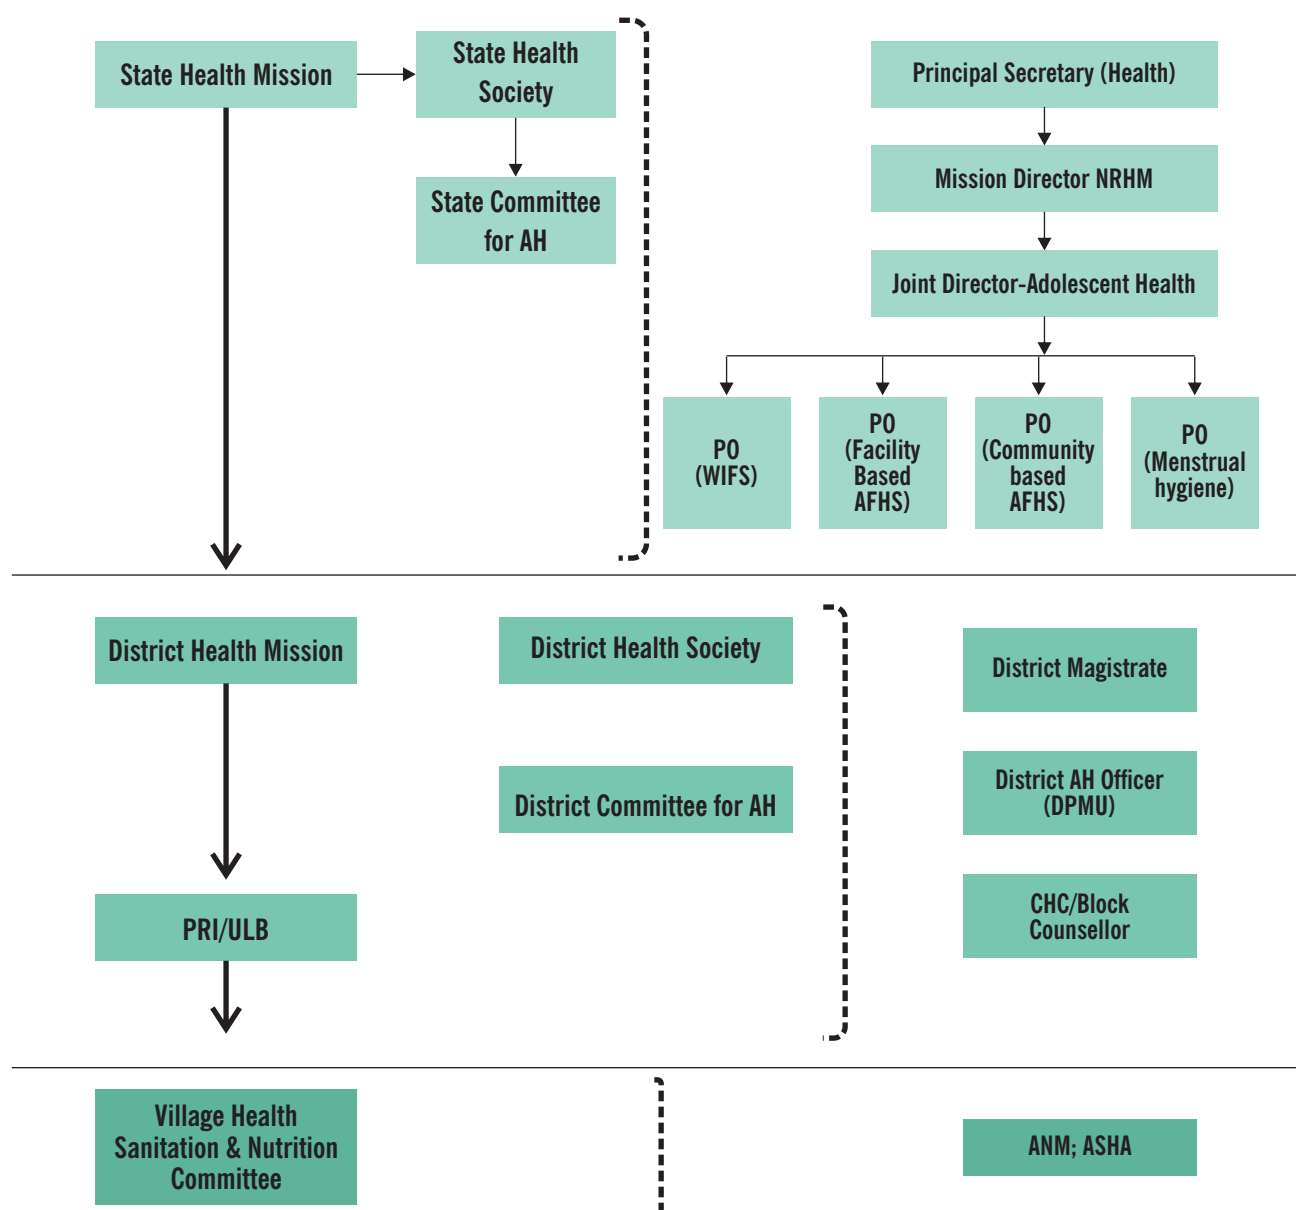 State Health Mission
State Health
Society
State Committee
for AH
Principal Secretary (Health)
Mission Director NRHM
Joint Director-Adolescent Health
PO
(WIFS)
PO
(Facility
Based
AFHS)
PO
(Community
based
AFHS)
PO
(Menstrual
hygiene)
District Health Mission
District Health Society
District Committee for AH
PRI/ULB
District Magistrate
District AH Officer
(DPMU)
CHC/Block
Counsellor
Village Health
Sanitation & Nutrition
Committee
ANM; ASHA